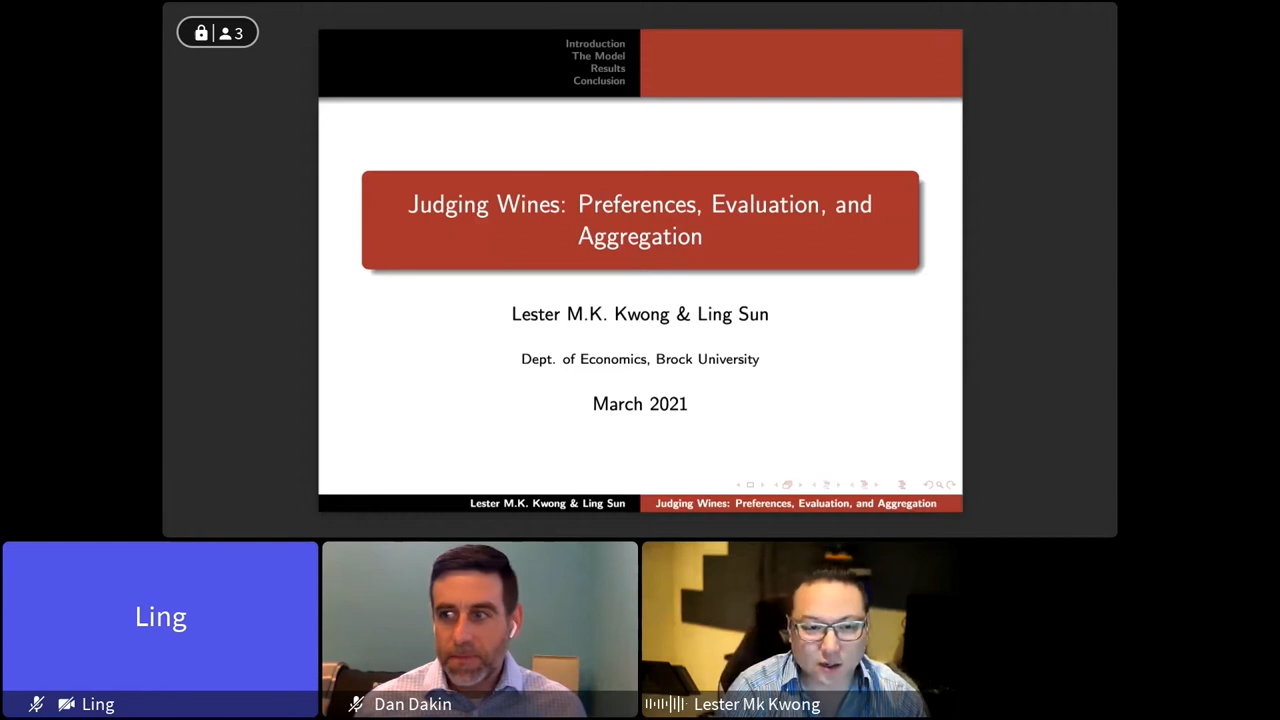 3
Introduction
The Model
Results
Conclusion
Judging Wines: Preferences, Evaluation, and
Aggregation
Lester M.K. Kwong & Ling Sun
Dept. of Economics, Brock University
March 2021
Lester M.K. Kwong & Ling Sun
Judging Wines: Preferences, Evaluation, and Aggregation
Ling
Ling
Dan Dakin
Lester Mk Kwong